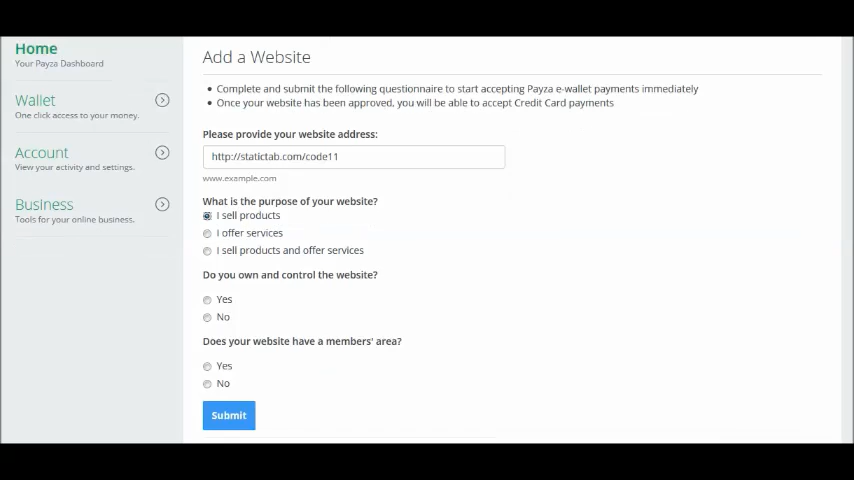 Home
Your Payza Dashboard
Wallet
One click access to your money.
Account
View your activity and settings.
Business
Tools for your online business.
Add a Website
• Complete and submit the following questionnaire to start accepting Payza e-wallet payments immediately
• Once your website has been approved, you will be able to accept Credit Card payments
Please provide your website address:
http://statictab.com/code11
www.example.com
What is the purpose of your website?
I sell products
I offer services
I sell products and offer services
Do you own and control the website?
Yes
No
Does your website have a members' area?
Yes
No
Submit